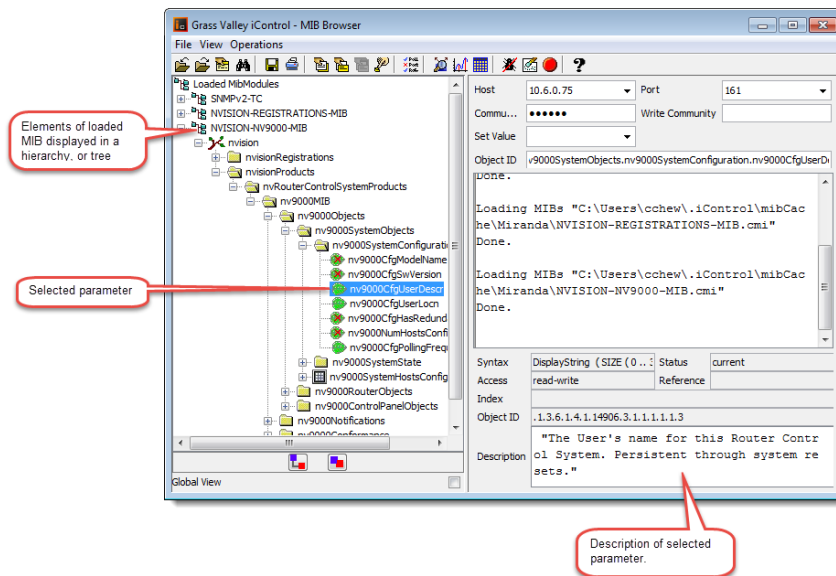 Grass Valley iControl - MIB Browser
File View Operations
Loaded MibModules
SNMPv2-TC
NVISION-REGISTRATIONS-MIB
NVISION-NV9000-MIB
nvision
nvisionRegistrations
nvisionProducts
nvRouterControlSystemProducts
nv9000MIB
nv9000Objects
nv9000SystemObjects
nv9000SystemConfiguratio
nv9000CfgModelName
nv9000CfgSwVersion
nv9000CfgUserDescr
nv9000CfgUserLocn
nv9000CfgHasRedund
nv9000NumHostsConfi
nv9000CfgPollingFrequ
nv9000SystemState
nv9000SystemHostsConfig
nv9000RouterObjects
nv9000ControlPanelObjects
nv9000Notifications
nv9000Conformance
Global View
Host 10.6.0.75 Port 161
Commu... ●●●●●● Write Community
Set Value
Object ID v9000SystemObjects.nv9000SystemConfiguration.nv9000CfgUserDe
Done.
Loading MIBs "C:\Users\cchew\.iControl\mibCac
he\Miranda\NVISION-REGISTRATIONS-MIB.cmi"
Done.
Loading MIBs "C:\Users\cchew\.iControl\mibCac
he\Miranda\NVISION-NV9000-MIB.cmi"
Done.
Syntax DisplayString (SIZE (0 .. Status current
Access read-write Reference
Index
Object ID .1.3.6.1.4.1.14906.3.1.1.1.1.1.3
Description "The User's name for this Router Contr
ol System. Persistent through system re
sets."
Elements of loaded
MIB displayed in a
hierarchy, or tree
Selected parameter
Description of selected
parameter.